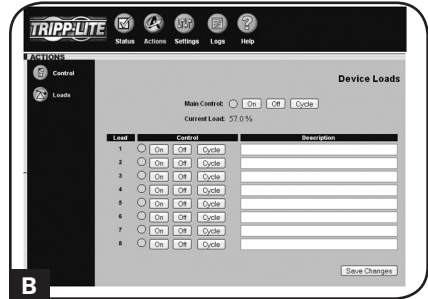 TRIPP·LITE
Status Actions Settings Logs Help
ACTIONS
Control
Loads
Device Loads
Main Control: On Off Cycle
Current Load: 57.0 %
Load Control Description
1 On Off Cycle
2 On Off Cycle
3 On Off Cycle
4 On Off Cycle
5 On Off Cycle
6 On Off Cycle
7 On Off Cycle
8 On Off Cycle
Save Changes
B